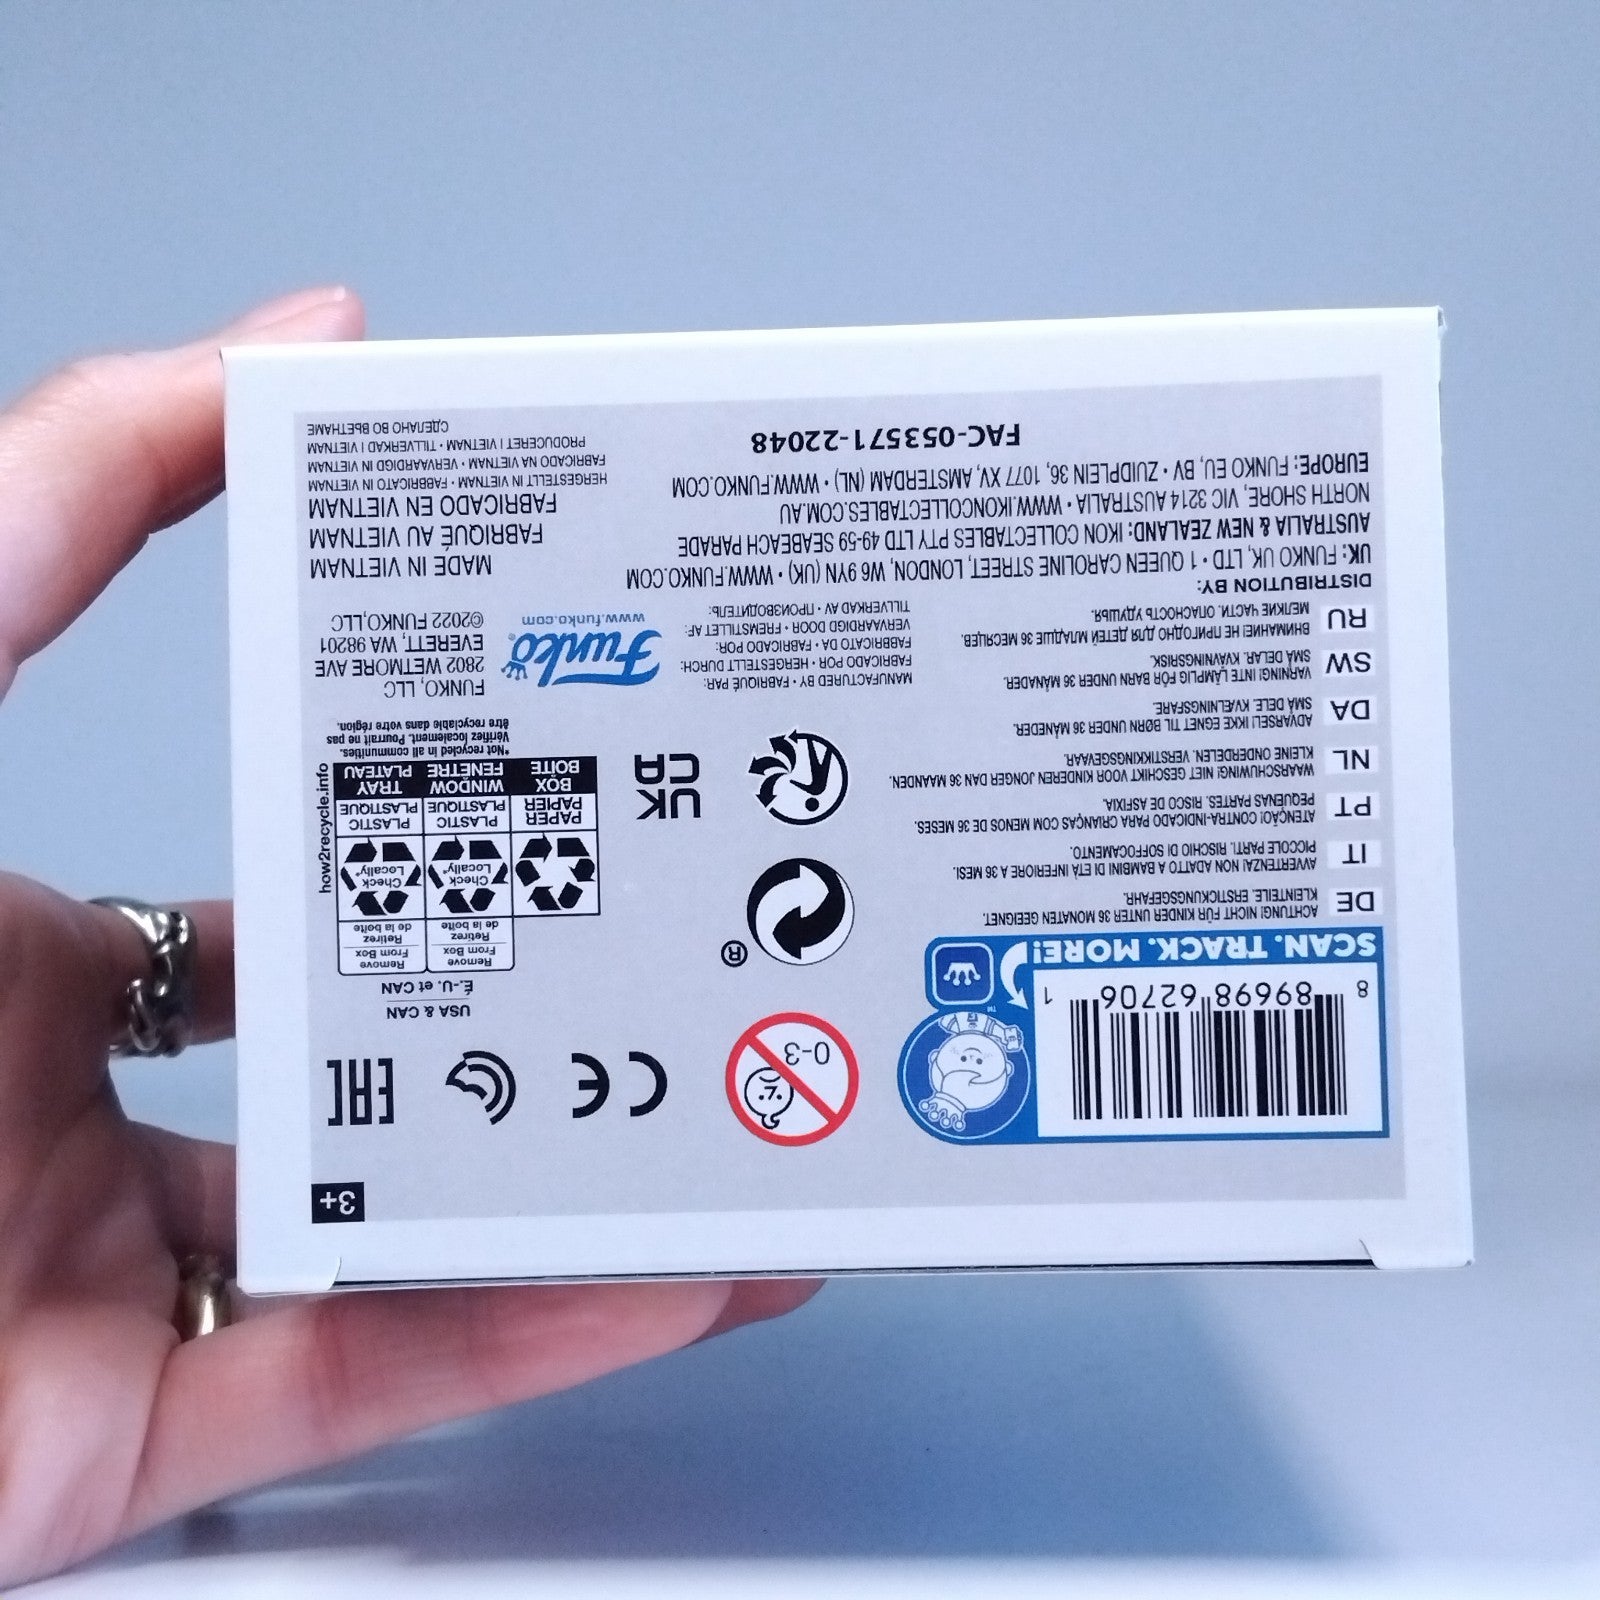 3+
8 89698 62706 1
SCAN. TRACK. MORE!
TM
0-3
CE
EAC
USA & CAN
É.-U. et CAN
Remove
From Box
Retirez
de la boîte
Remove
From Box
Retirez
de la boîte
Check
Locally*
Check
Locally*
PAPER
PAPIER
BOX
BOÎTE
PLASTIC
PLASTIQUE
WINDOW
FENÊTRE
PLASTIC
PLASTIQUE
TRAY
PLATEAU
how2recycle.info
*Not recycled in all communities.
Vérifiez localement. Pourrait ne pas
être recyclable dans votre région.
®
UK
CA
DE
ACHTUNG! NICHT FÜR KINDER UNTER 36 MONATEN GEEIGNET.
KLEINTEILE. ERSTICKUNGSGEFAHR.
IT
AVERTENZA! NON ADATTO A BAMBINI DI ETÀ INFERIORE A 36 MESI.
PICCOLE PARTI. RISCHIO DI SOFFOCAMENTO.
PT
ATENÇÃO! CONTRA-INDICADO PARA CRIANÇAS COM MENOS DE 36 MESES.
PEQUENAS PARTES. RISCO DE ASFIXIA.
NL
WAARSCHUWING! NIET GESCHIKT VOOR KINDEREN JONGER DAN 36 MAANDEN.
KLEINE ONDERDELEN. VERSTIKKINGSGEVAAR.
DA
ADVARSEL! IKKE EGNET TIL BØRN UNDER 36 MÅNEDER.
SMÅ DELE. KVÆLNINGSFARE.
SW
VARNING! INTE LÄMPLIG FÖR BARN UNDER 36 MÅNADER.
SMÅ DELAR. KVÄVNINGSRISK.
RU
ВНИМАНИЕ! НЕ ПРИГОДНО ДЛЯ ДЕТЕЙ МЛАДШЕ 36 МЕСЯЦЕВ.
МЕЛКИЕ ЧАСТИ. ОПАСНОСТЬ УДУШЬЯ.
MANUFACTURED BY • FABRIQUÉ PAR:
FABRICADO POR • HERGESTELLT DURCH:
FABRICATO DA • FABRICADO POR:
VERVAARDIGD DOOR • FREMSTILLET AF:
TILLVERKAD AV • ПРОИЗВОДИТЕЛЬ:
Funko®
www.funko.com
FUNKO, LLC
2802 WETMORE AVE
EVERETT, WA 98201
©2022 FUNKO,LLC
DISTRIBUTION BY:
UK: FUNKO UK, LTD • 1 QUEEN CAROLINE STREET, LONDON, W6 9YN (UK) • WWW.FUNKO.COM
AUSTRALIA & NEW ZEALAND: IKON COLLECTABLES PTY LTD 49-59 SEABEACH PARADE
NORTH SHORE, VIC 3214 AUSTRALIA • WWW.IKONCOLLECTABLES.COM.AU
EUROPE: FUNKO EU, BV • ZUIDPLEIN 36, 1077 XV, AMSTERDAM (NL) • WWW.FUNKO.COM
FAC-053571-22048
MADE IN VIETNAM
FABRIQUÉ AU VIETNAM
FABRICADO EN VIETNAM
HERGESTELLT IN VIETNAM • FABBRICATO IN VIETNAM
FABRICADO NA VIETNAM • VERVAARDIGD IN VIETNAM
PRODUCERET I VIETNAM • TILLVERKAD I VIETNAM
СДЕЛАНО ВО ВЬЕТНАМЕ